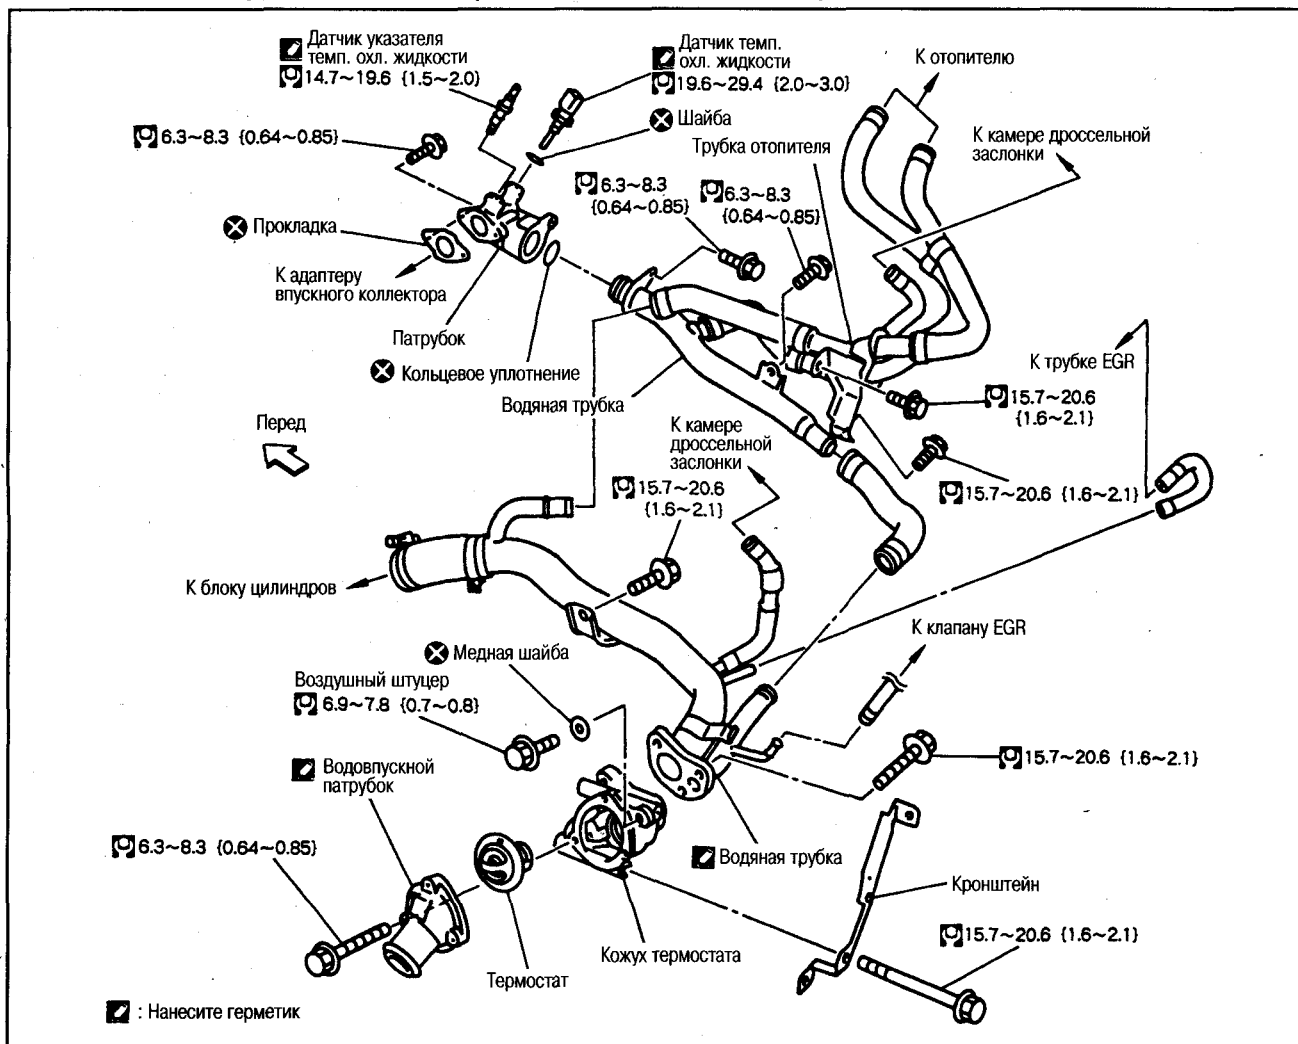 Датчик указателя
темп. охл. жидкости
14.7~19.6 {1.5~2.0}
Датчик темп.
охл. жидкости
19.6~29.4 {2.0~3.0}
К отопителю
6.3~8.3 {0.64~0.85}
Шайба
Трубка отопителя
К камере дроссельной
заслонки
6.3~8.3
{0.64~0.85}
6.3~8.3
{0.64~0.85}
Прокладка
К адаптеру
впускного коллектора
Патрубок
Кольцевое уплотнение
Водяная трубка
К трубке EGR
15.7~20.6
{1.6~2.1}
Перед
К камере
дроссельной
заслонки
15.7~20.6
{1.6~2.1}
15.7~20.6 {1.6~2.1}
К блоку цилиндров
К клапану EGR
Медная шайба
Воздушный штуцер
6.9~7.8 {0.7~0.8}
Водовпускной
патрубок
15.7~20.6 {1.6~2.1}
6.3~8.3 {0.64~0.85}
Водяная трубка
Кронштейн
15.7~20.6 {1.6~2.1}
Кожух термостата
Термостат
: Нанесите герметик